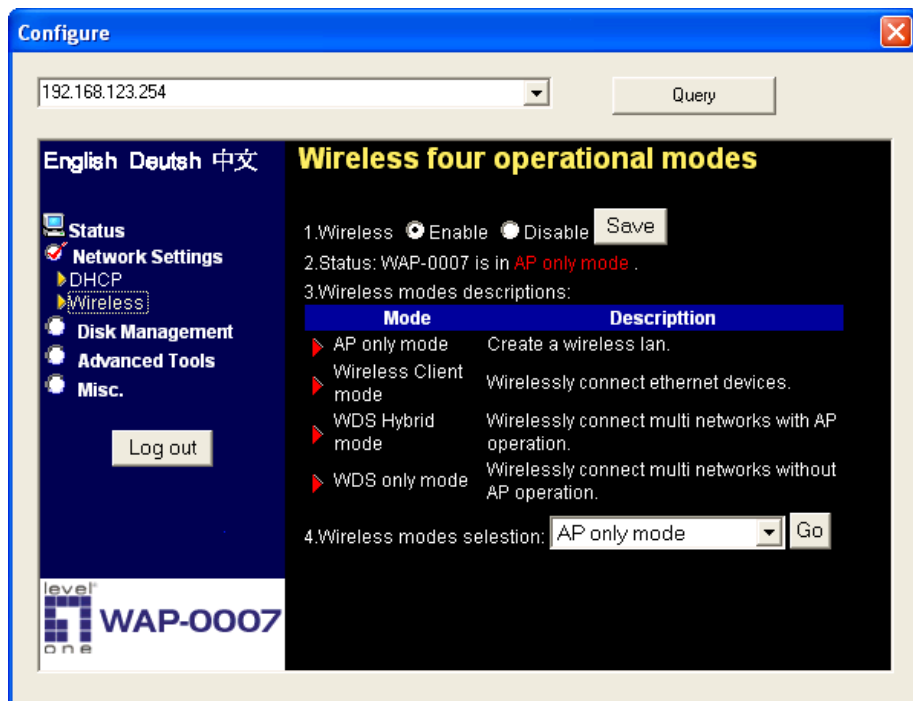 Configure
192.168.123.254
Query
English Deutsh 中文
Status
Network Settings
DHCP
Wireless
Disk Management
Advanced Tools
Misc.
Log out
level
one
WAP-0007
Wireless four operational modes
1.Wireless Enable Disable Save
2.Status: WAP-0007 is in AP only mode .
3.Wireless modes descriptions:
Mode Descripttion
AP only mode Create a wireless lan.
Wireless Client mode Wirelessly connect ethernet devices.
WDS Hybrid mode Wirelessly connect multi networks with AP operation.
WDS only mode Wirelessly connect multi networks without AP operation.
4.Wireless modes selestion: AP only mode Go